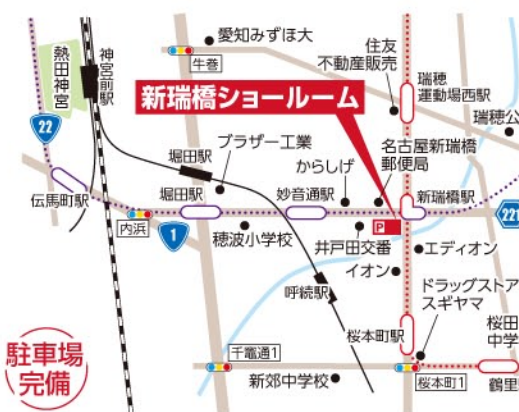 愛知みずほ大
牛巻
住友
不動産販売
瑞穂
運動場西駅
瑞穂公
熱田神宮
神宮前駅
新瑞橋ショールーム
22
堀田駅
ブラザー工業
からしげ
名古屋新瑞橋
郵便局
伝馬町駅
堀田駅
妙音通駅
新瑞橋駅
221
内浜
1
穂波小学校
P
井戸田交番
エディオン
イオン
呼続駅
ドラッグストア
スギヤマ
桜本町駅
桜田
中学
駐車場
完備
千竈通1
新郊中学校
桜本町1
鶴里